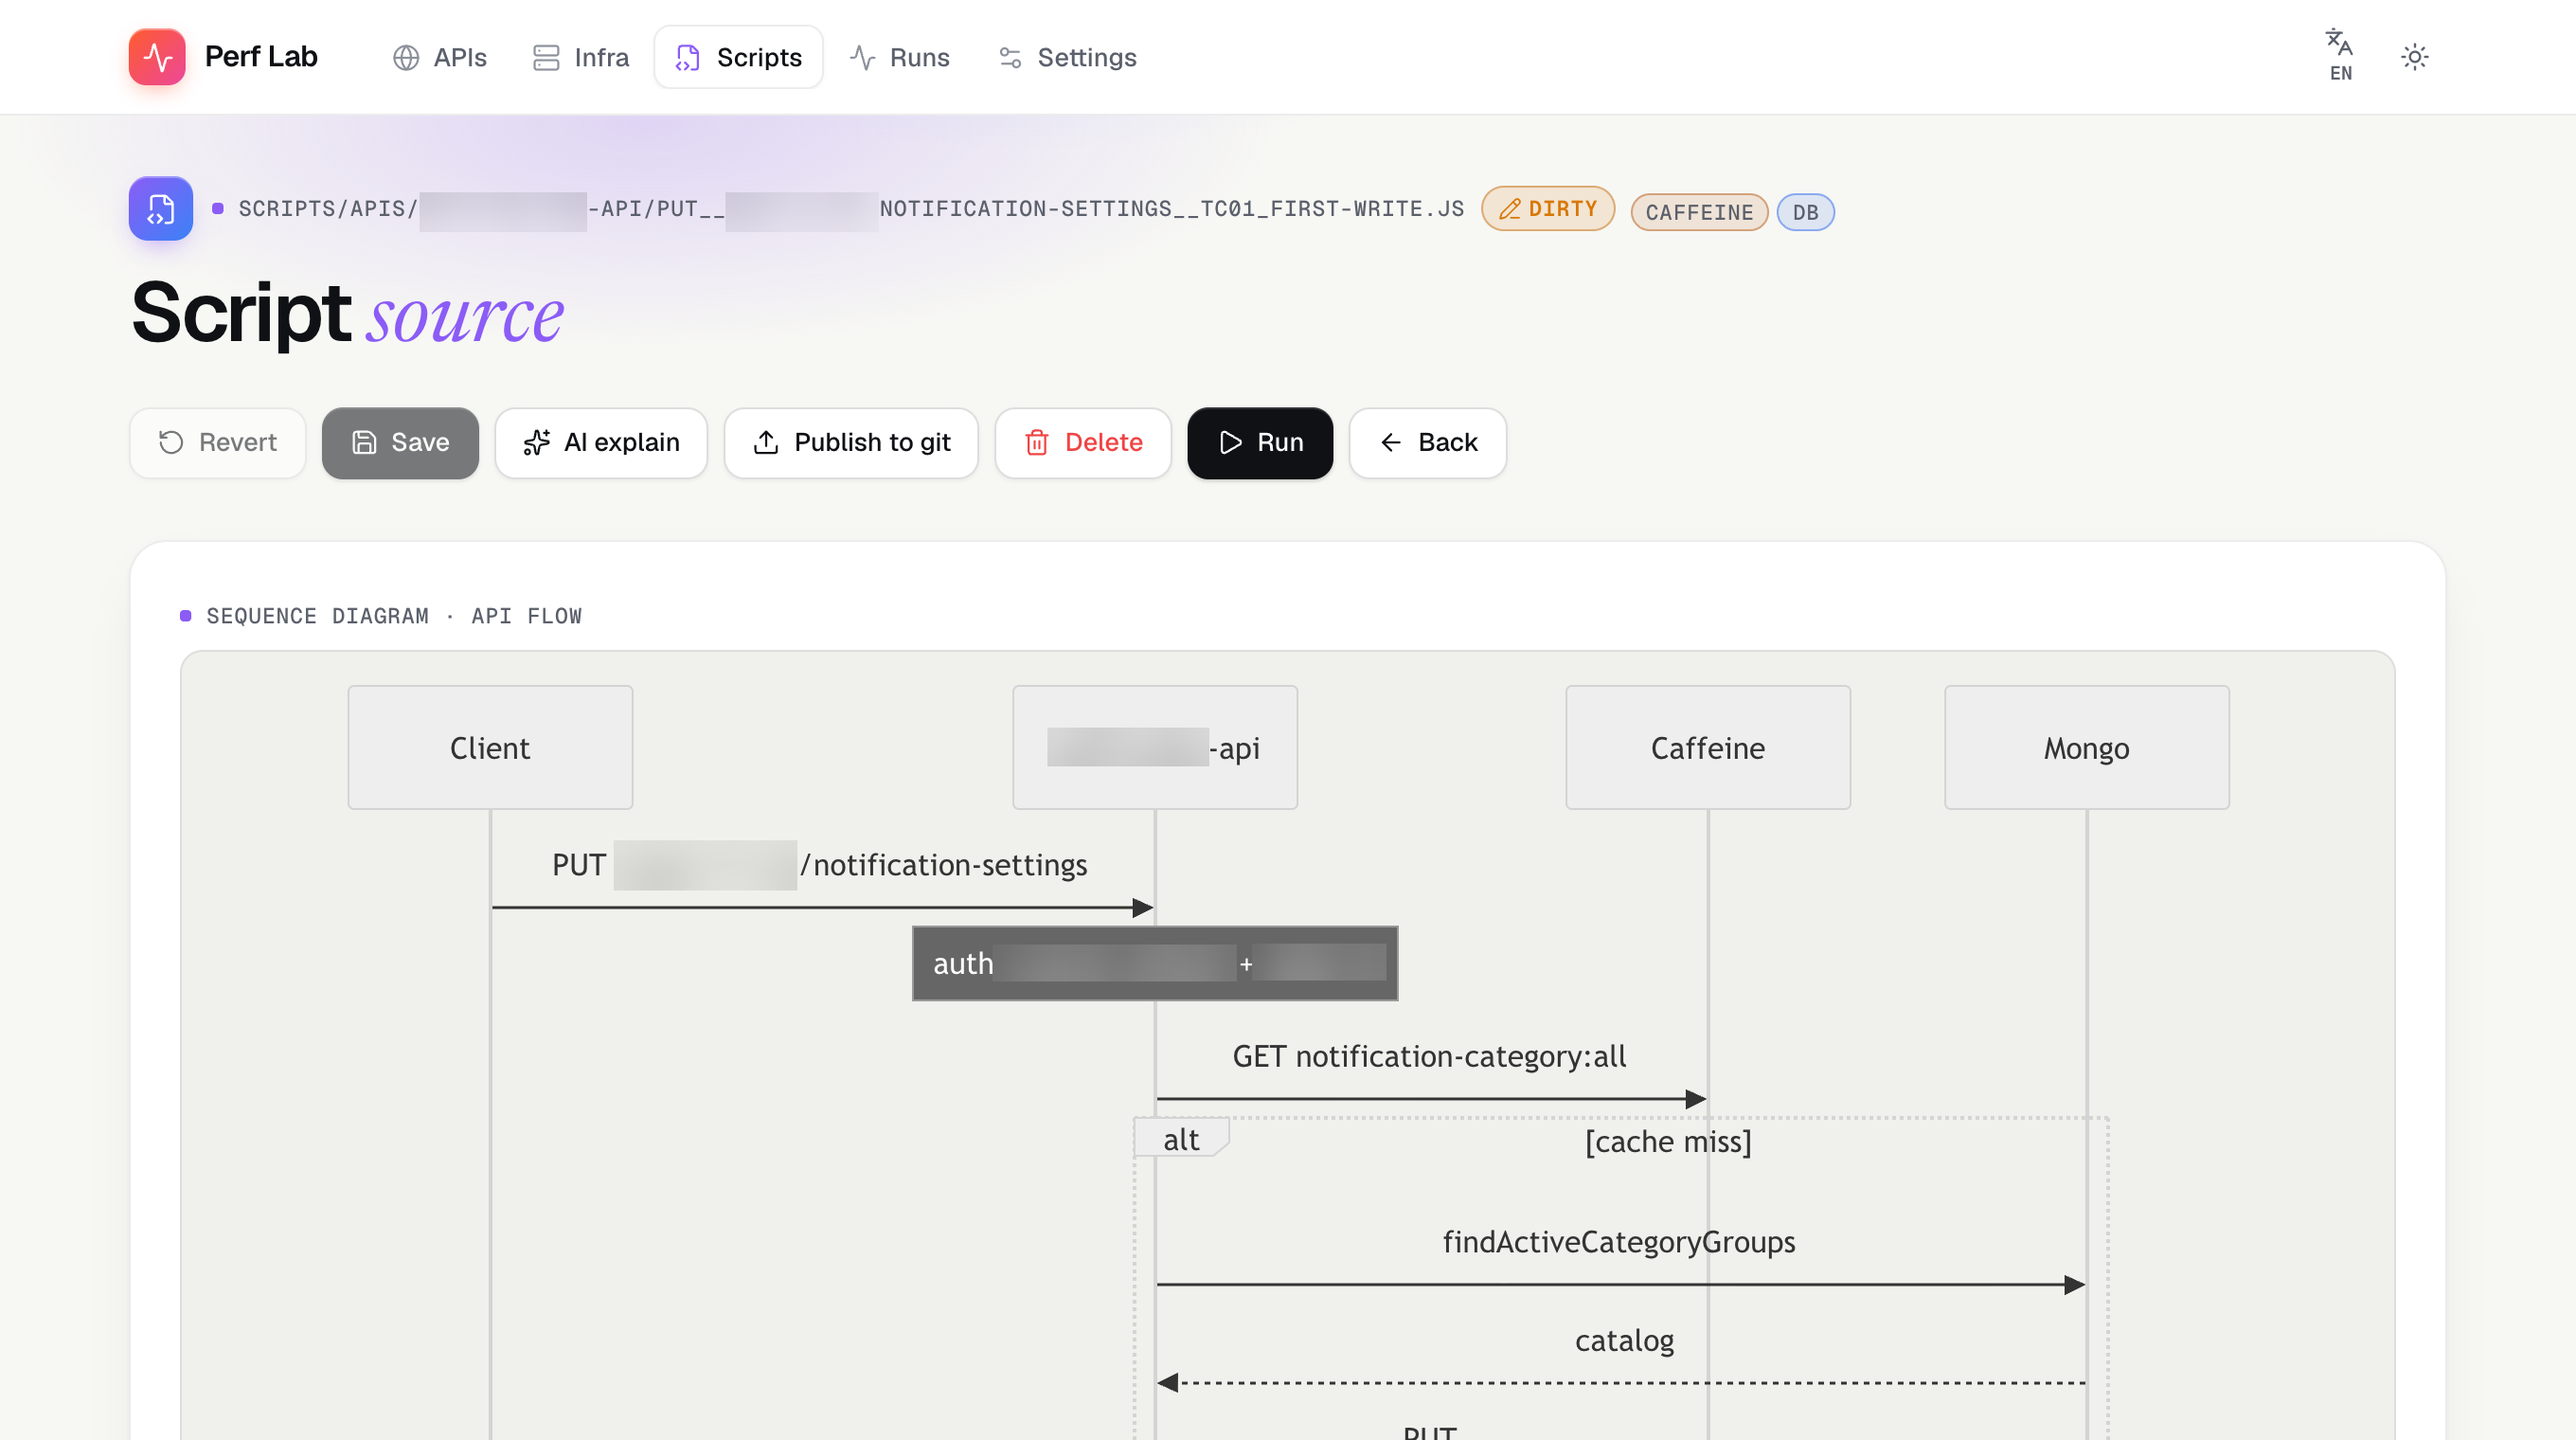 Perf Lab
APIs
Infra
Scripts
Runs
Settings
EN
SCRIPTS/APIS/ -API/PUT__ NOTIFICATION-SETTINGS__TC01_FIRST-WRITE.JS
DIRTY
CAFFEINE
DB
Script source
Revert
Save
AI explain
Publish to git
Delete
Run
Back
SEQUENCE DIAGRAM · API FLOW
Client
-api
Caffeine
Mongo
PUT /notification-settings
auth +
GET notification-category:all
alt
[cache miss]
findActiveCategoryGroups
catalog
PUT